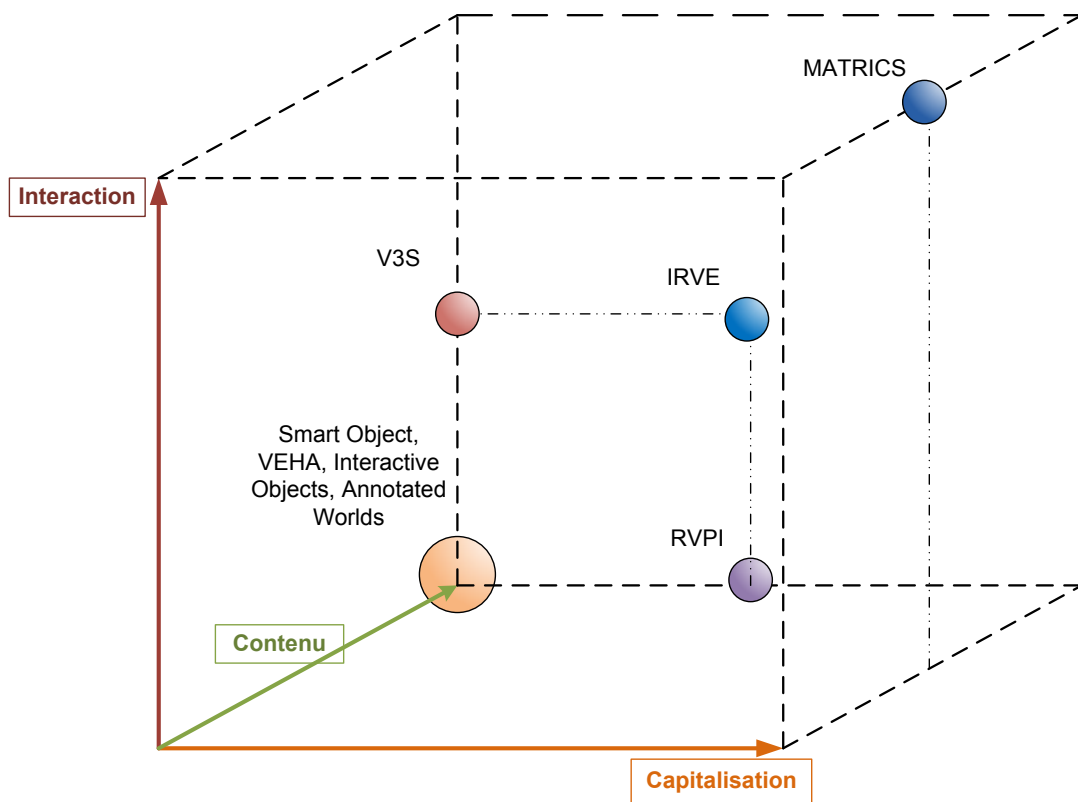 MATRICS
Interaction
V3S
IRVE
Smart Object,
VEHA, Interactive
Objects, Annotated
Worlds
RVPI
Contenu
Capitalisation